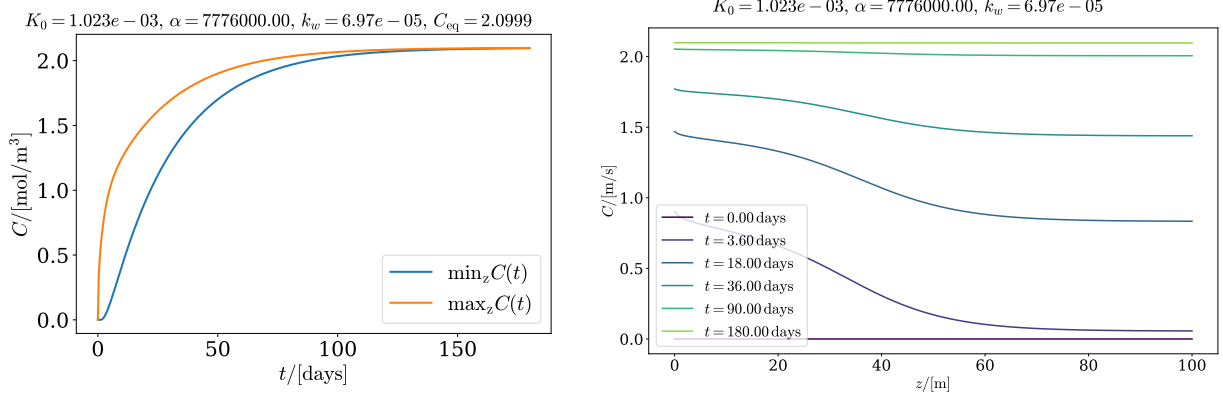 K₀ = 1.023e − 03, α = 7776000.00, k_w = 6.97e − 05, C_eq = 2.0999
2.0
1.5
1.0
0.5
0.0
C/[mol/m³]
min_z C(t)
max_z C(t)
0 50 100 150
t/[days]
K₀ = 1.023e − 03, α = 7776000.00, k_w = 6.97e − 05
2.0
1.5
1.0
0.5
0.0
C/[m/s]
t = 0.00 days
t = 3.60 days
t = 18.00 days
t = 36.00 days
t = 90.00 days
t = 180.00 days
0 20 40 60 80 100
z/[m]